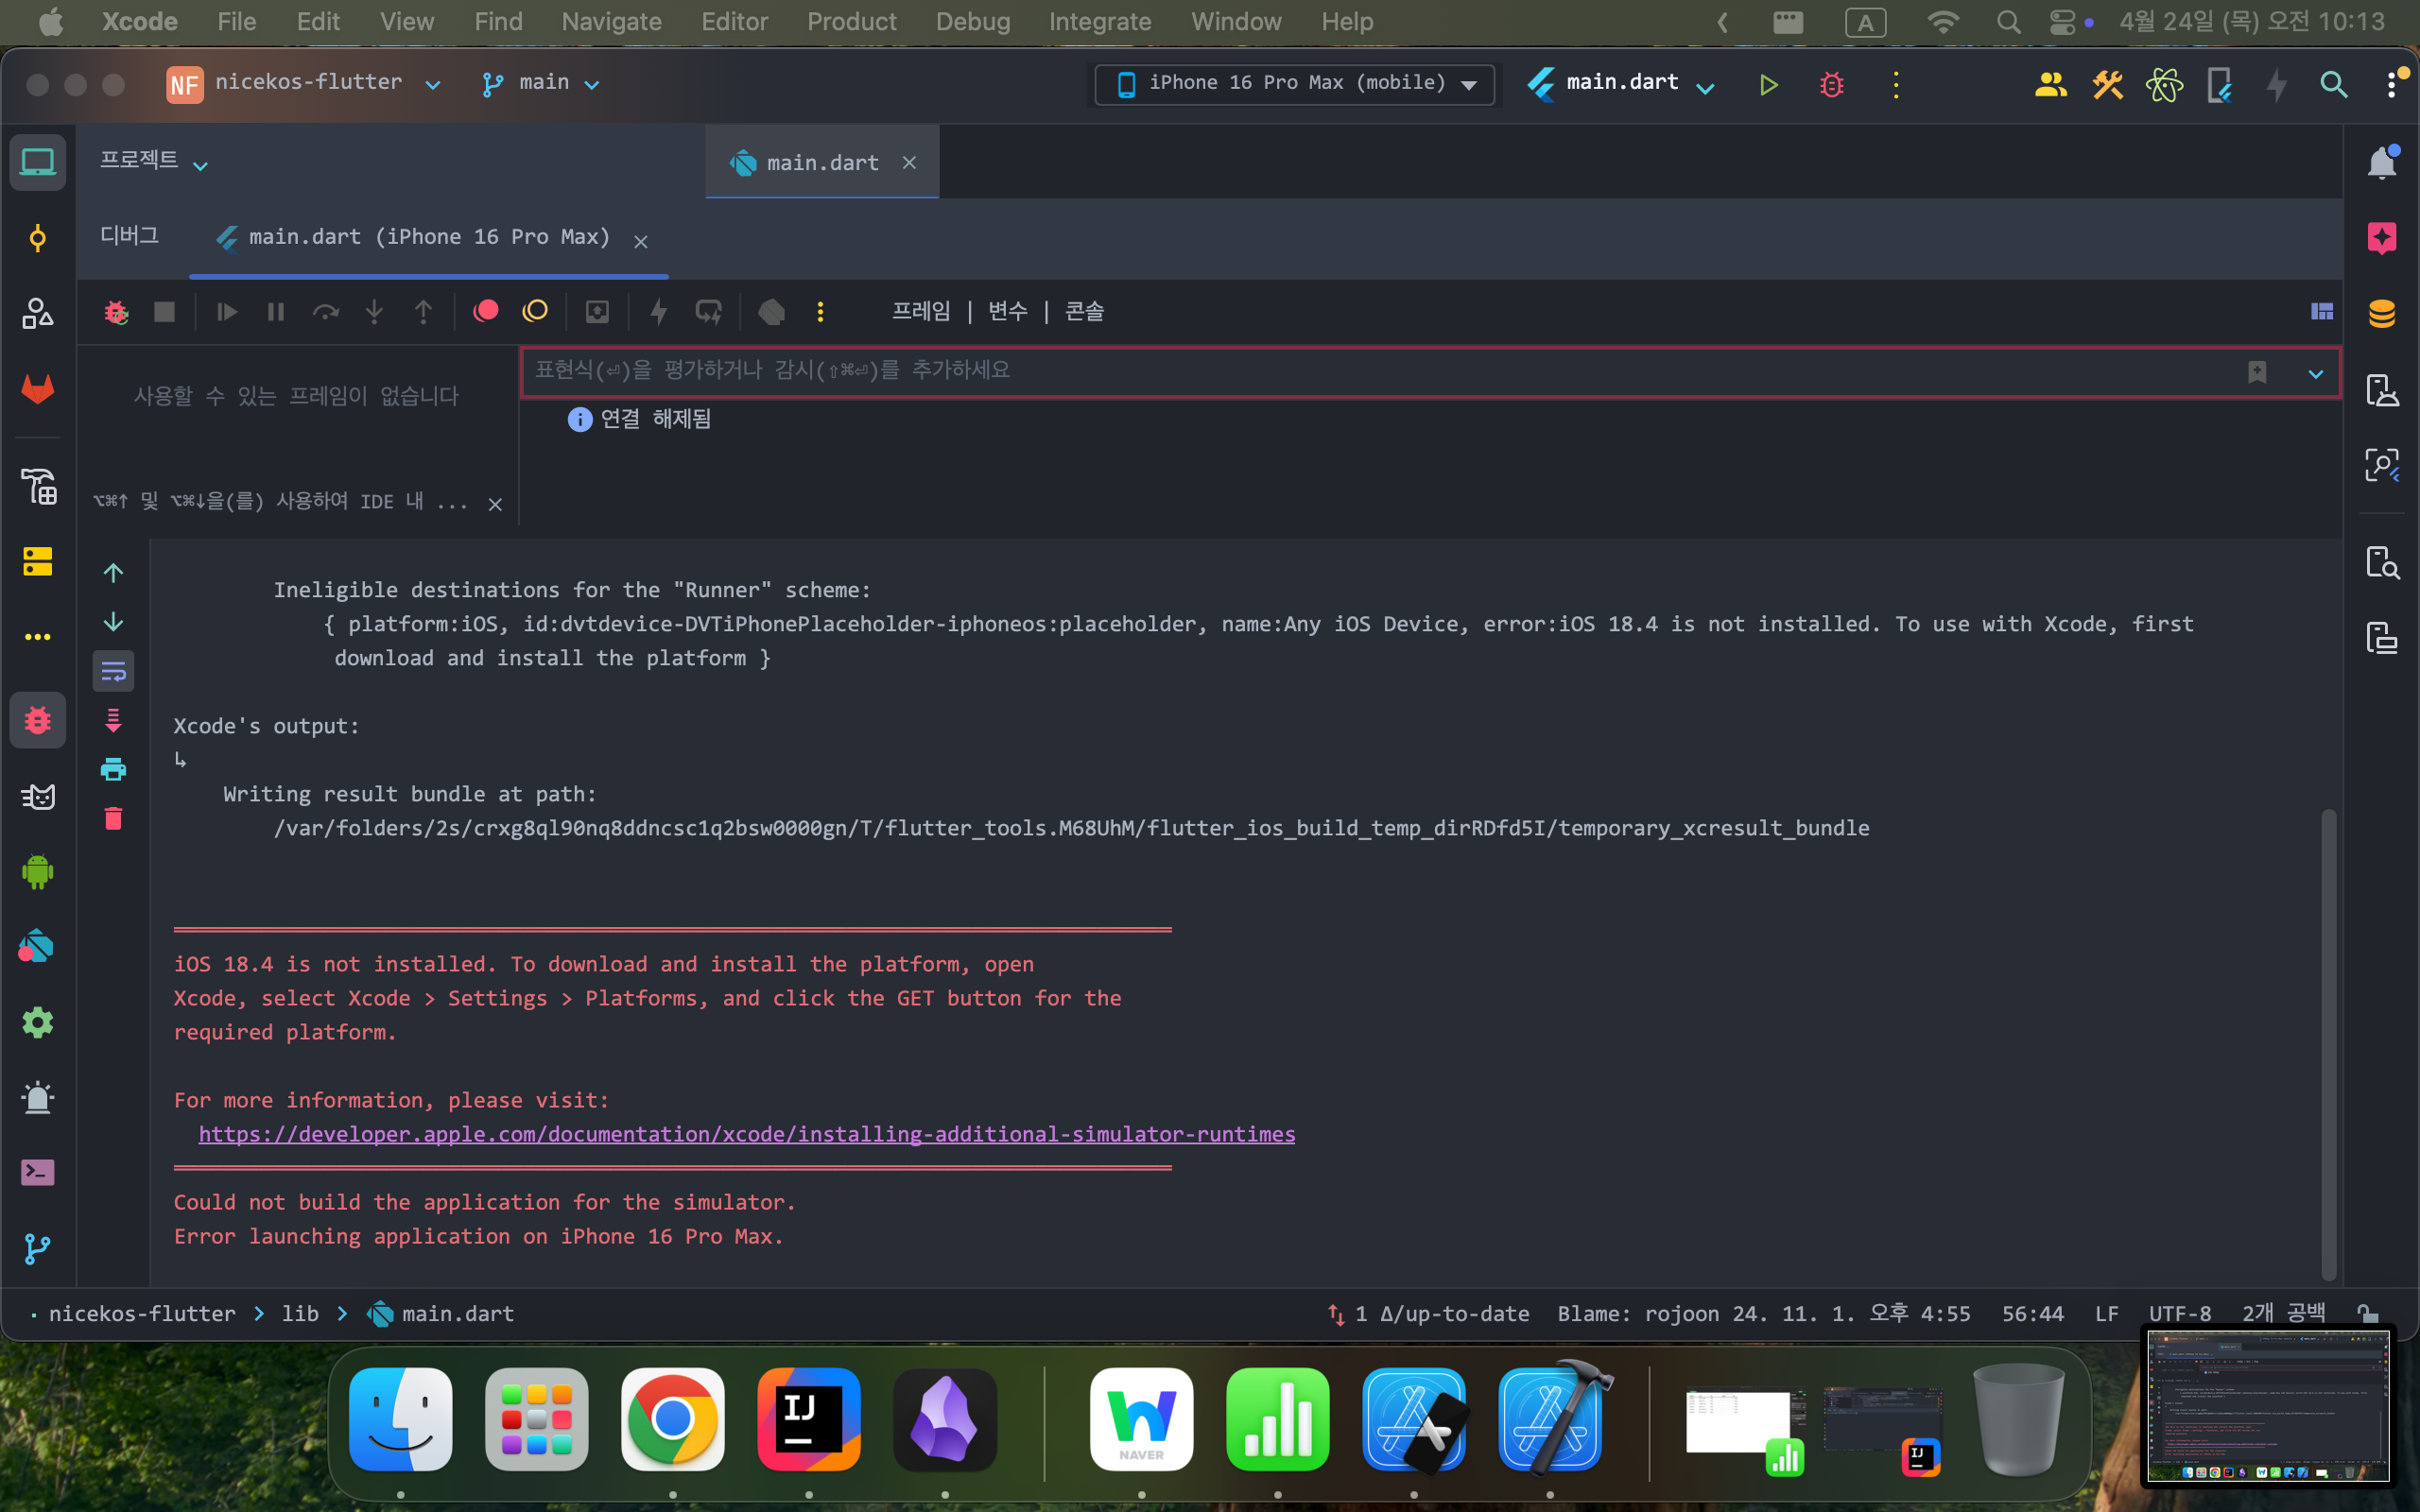 Xcode File Edit View Find Navigate Editor Product Debug Integrate Window Help A 4월 24일 (목) 오전 10:13
NF nicekos-flutter main iPhone 16 Pro Max (mobile) main.dart
프로젝트 main.dart
디버그 main.dart (iPhone 16 Pro Max)
프레임 | 변수 | 콘솔
표현식(⏎)을 평가하거나 감시(⇧⌘⏎)를 추가하세요
사용할 수 있는 프레임이 없습니다
연결 해제됨
⌥⌘↑ 및 ⌥⌘↓을(를) 사용하여 IDE 내 ...
Ineligible destinations for the "Runner" scheme:
{ platform:iOS, id:dvtdevice-DVTiPhonePlaceholder-iphoneos:placeholder, name:Any iOS Device, error:iOS 18.4 is not installed. To use with Xcode, first
download and install the platform }
Xcode's output:
↳
Writing result bundle at path:
/var/folders/2s/crxg8ql90nq8ddncsc1q2bsw0000gn/T/flutter_tools.M68UhM/flutter_ios_build_temp_dirRDfd5I/temporary_xcresult_bundle
iOS 18.4 is not installed. To download and install the platform, open
Xcode, select Xcode > Settings > Platforms, and click the GET button for the
required platform.
For more information, please visit:
https://developer.apple.com/documentation/xcode/installing-additional-simulator-runtimes
Could not build the application for the simulator.
Error launching application on iPhone 16 Pro Max.
nicekos-flutter > lib > main.dart 1 Δ/up-to-date Blame: rojoon 24. 11. 1. 오후 4:55 56:44 LF UTF-8 2개 공백
IJ
W
NAVER
IJ